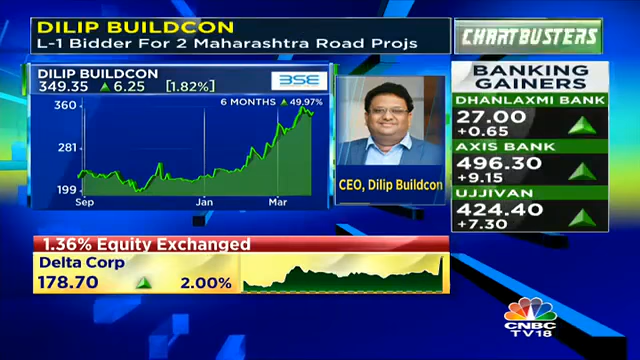 DILIP BUILDCON
L-1 Bidder For 2 Maharashtra Road Projs
CHARTBUSTERS
DILIP BUILDCON
349.35 6.25 [1.82%]
BSE
6 MONTHS 49.97%
360
281
199
Sep Jan Mar
CEO, Dilip Buildcon
BANKING
GAINERS
DHANLAXMI BANK
27.00
+0.65
AXIS BANK
496.30
+9.15
UJJIVAN
424.40
+7.30
1.36% Equity Exchanged
Delta Corp
178.70 2.00%
CNBC
TV18